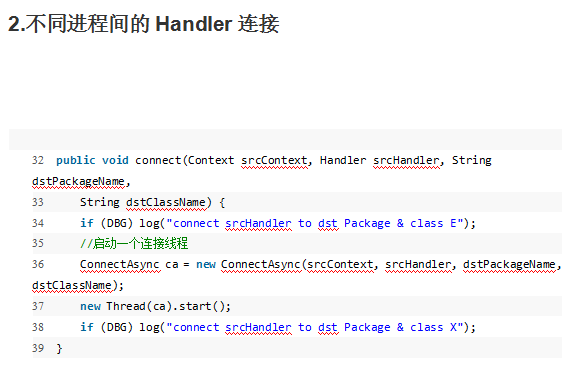 2.不同进程间的 Handler 连接
32 public void connect(Context srcContext, Handler srcHandler, String
dstPackageName,
33 String dstClassName) {
34 if (DBG) log("connect srcHandler to dst Package & class E");
35 //启动一个连接线程
36 ConnectAsync ca = new ConnectAsync(srcContext, srcHandler, dstPackageName,
dstClassName);
37 new Thread(ca).start();
38 if (DBG) log("connect srcHandler to dst Package & class X");
39 }